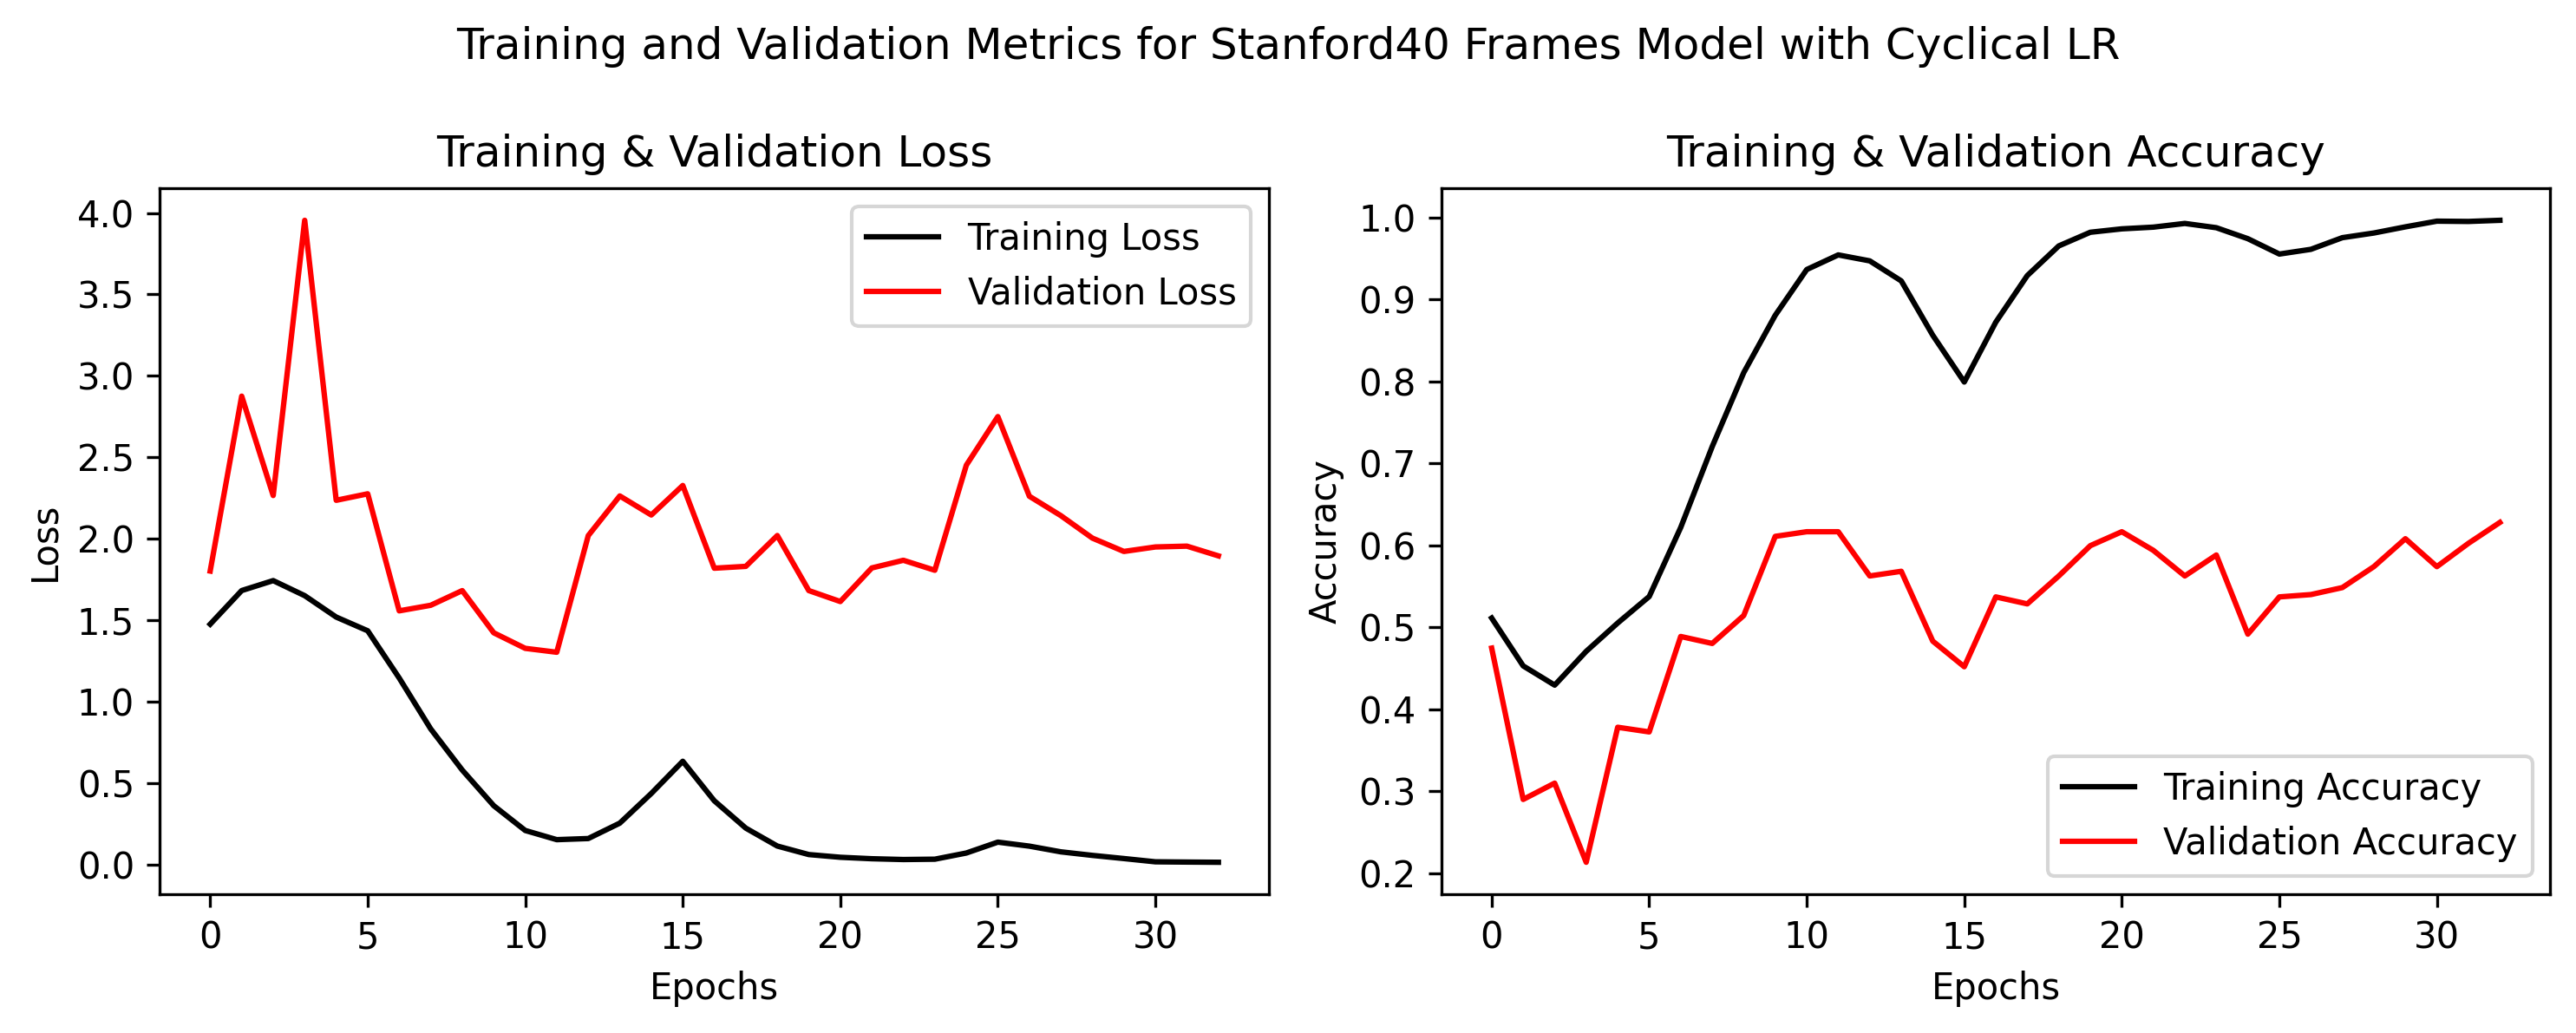 Training and Validation Metrics for Stanford40 Frames Model with Cyclical LR
Training & Validation Loss
4.0
3.5
3.0
2.5
2.0
1.5
1.0
0.5
0.0
Loss
Training Loss
Validation Loss
0 5 10 15 20 25 30
Epochs
Training & Validation Accuracy
1.0
0.9
0.8
0.7
0.6
0.5
0.4
0.3
0.2
Accuracy
Training Accuracy
Validation Accuracy
0 5 10 15 20 25 30
Epochs